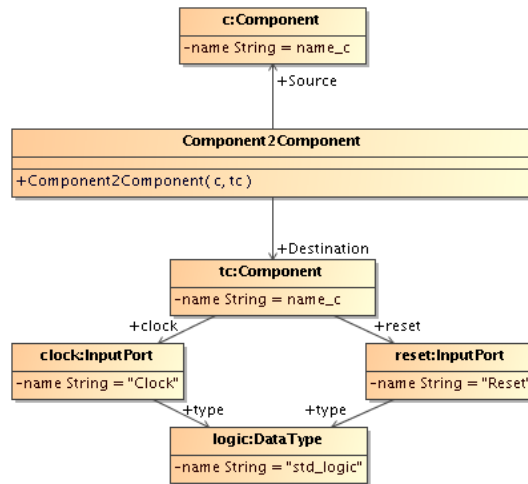 c:Component
-name String = name_c
+Source
Component2Component
+Component2Component( c, tc )
+Destination
tc:Component
-name String = name_c
+clock
+reset
clock:InputPort
-name String = "Clock"
reset:InputPort
-name String = "Reset"
+type
+type
logic:DataType
-name String = "std_logic"